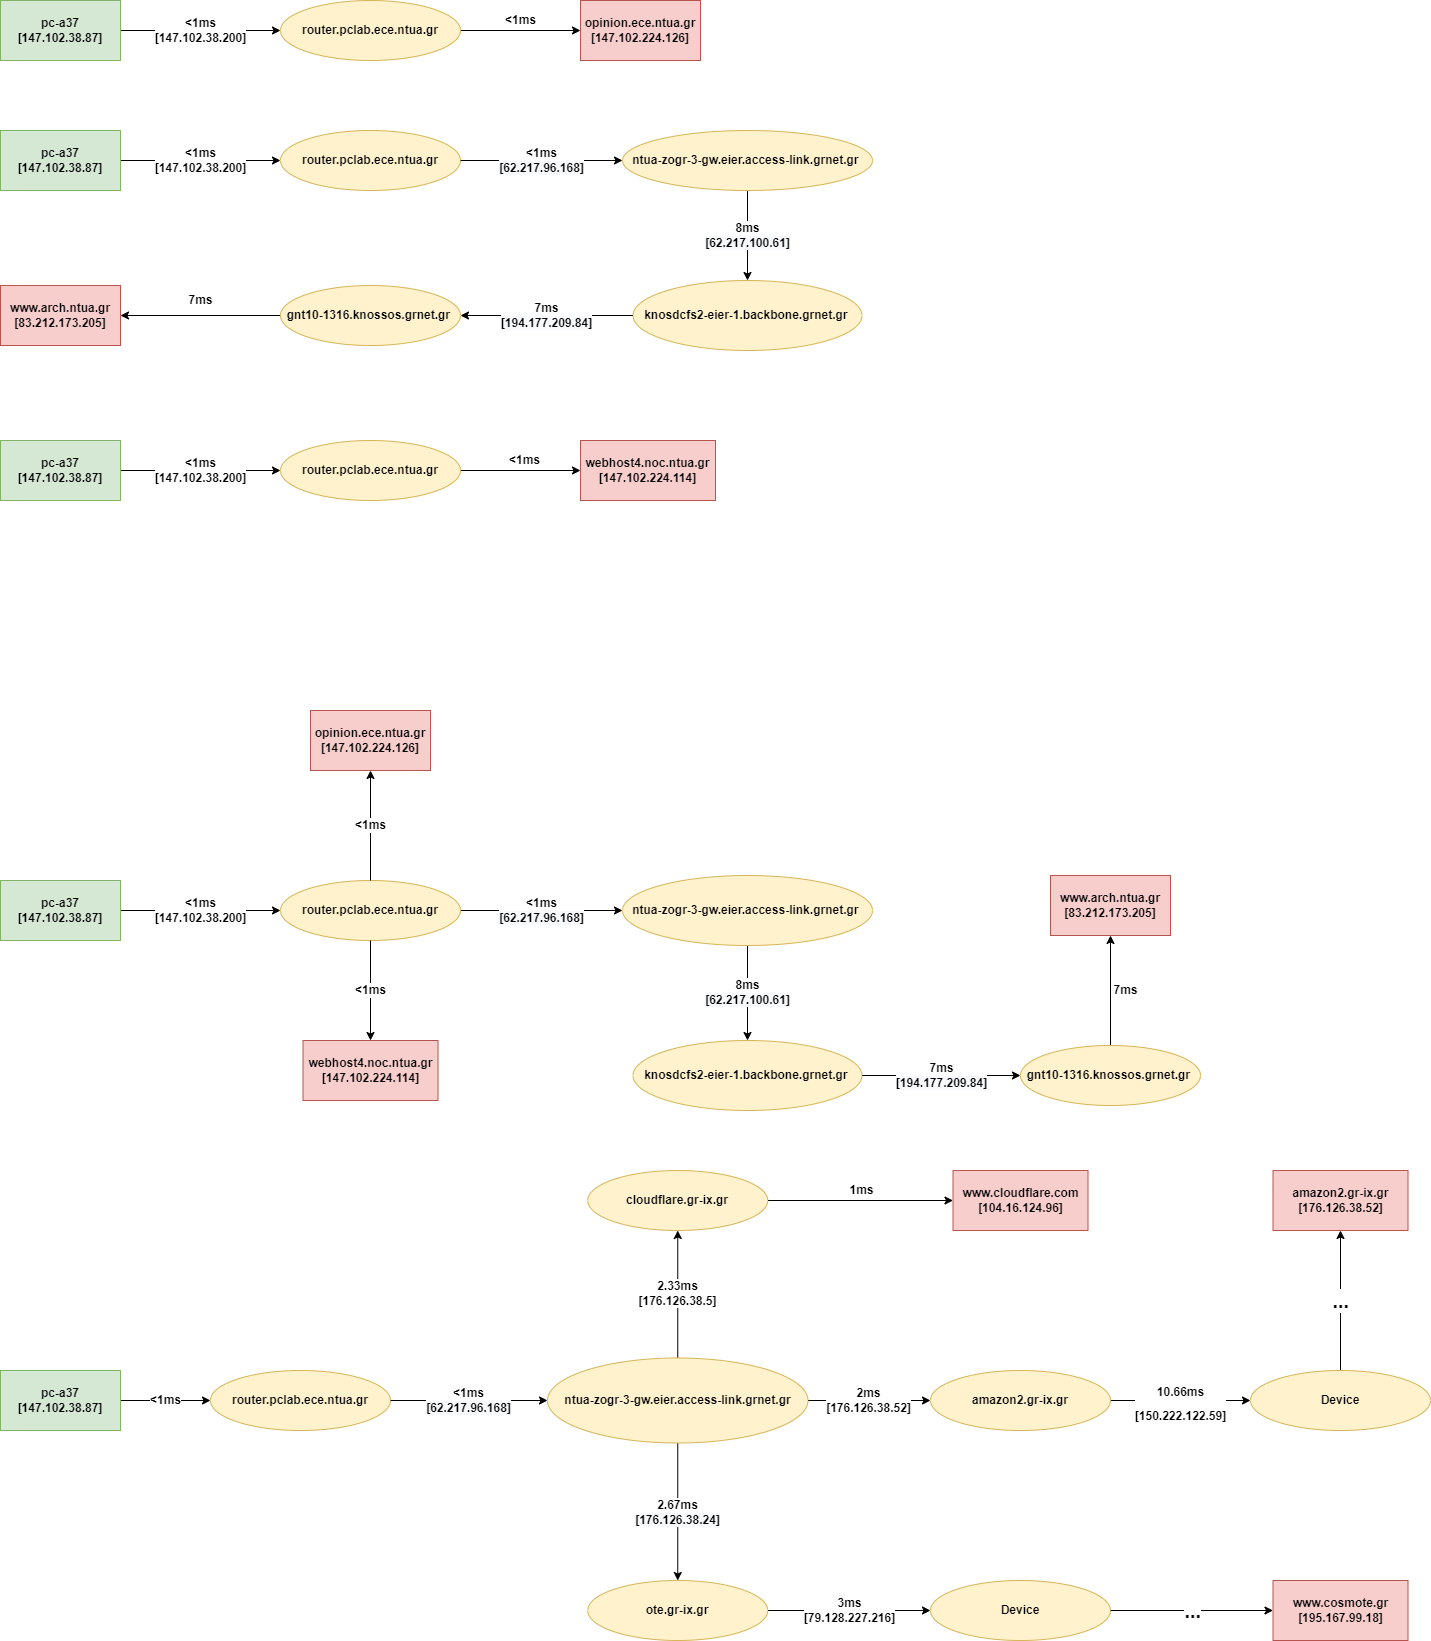 pc-a37
[147.102.38.87]
<1ms
[147.102.38.200]
router.pclab.ece.ntua.gr
<1ms
opinion.ece.ntua.gr
[147.102.224.126]
pc-a37
[147.102.38.87]
<1ms
[147.102.38.200]
router.pclab.ece.ntua.gr
<1ms
[62.217.96.168]
ntua-zogr-3-gw.eier.access-link.grnet.gr
8ms
[62.217.100.61]
knosdcfs2-eier-1.backbone.grnet.gr
7ms
[194.177.209.84]
gnt10-1316.knossos.grnet.gr
7ms
www.arch.ntua.gr
[83.212.173.205]
pc-a37
[147.102.38.87]
<1ms
[147.102.38.200]
router.pclab.ece.ntua.gr
<1ms
webhost4.noc.ntua.gr
[147.102.224.114]
opinion.ece.ntua.gr
[147.102.224.126]
<1ms
pc-a37
[147.102.38.87]
<1ms
[147.102.38.200]
router.pclab.ece.ntua.gr
<1ms
[62.217.96.168]
ntua-zogr-3-gw.eier.access-link.grnet.gr
<1ms
webhost4.noc.ntua.gr
[147.102.224.114]
8ms
[62.217.100.61]
knosdcfs2-eier-1.backbone.grnet.gr
7ms
[194.177.209.84]
gnt10-1316.knossos.grnet.gr
7ms
www.arch.ntua.gr
[83.212.173.205]
cloudflare.gr-ix.gr
1ms
www.cloudflare.com
[104.16.124.96]
amazon2.gr-ix.gr
[176.126.38.52]
2.33ms
[176.126.38.5]
...
pc-a37
[147.102.38.87]
<1ms
router.pclab.ece.ntua.gr
<1ms
[62.217.96.168]
ntua-zogr-3-gw.eier.access-link.grnet.gr
2ms
[176.126.38.52]
amazon2.gr-ix.gr
10.66ms
[150.222.122.59]
Device
2.67ms
[176.126.38.24]
ote.gr-ix.gr
3ms
[79.128.227.216]
Device
...
www.cosmote.gr
[195.167.99.18]